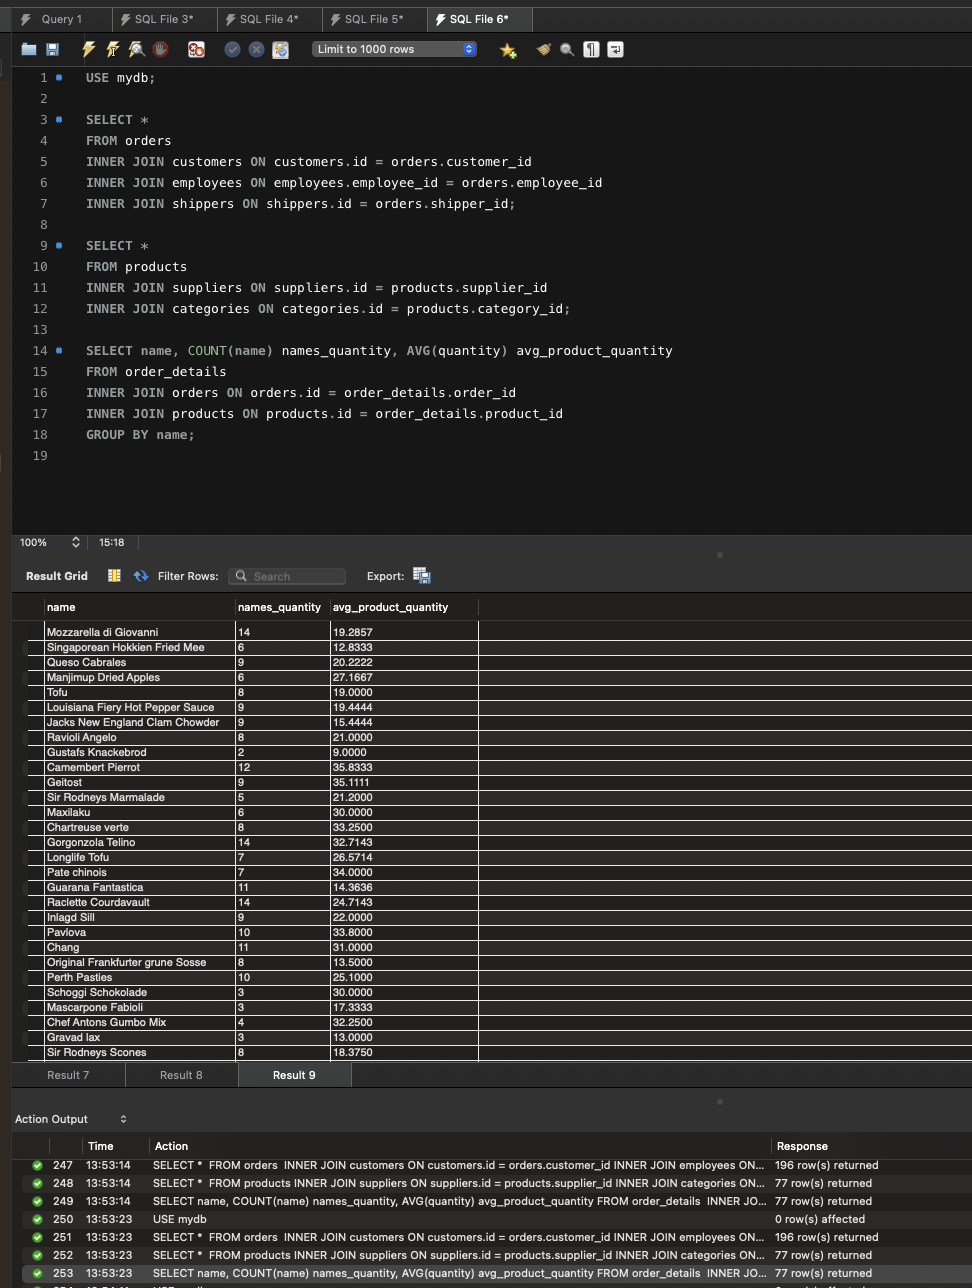 Query 1 SQL File 3* SQL File 4* SQL File 5* SQL File 6*
Limit to 1000 rows
1 USE mydb;
2
3 SELECT *
4 FROM orders
5 INNER JOIN customers ON customers.id = orders.customer_id
6 INNER JOIN employees ON employees.employee_id = orders.employee_id
7 INNER JOIN shippers ON shippers.id = orders.shipper_id;
8
9 SELECT *
10 FROM products
11 INNER JOIN suppliers ON suppliers.id = products.supplier_id
12 INNER JOIN categories ON categories.id = products.category_id;
13
14 SELECT name, COUNT(name) names_quantity, AVG(quantity) avg_product_quantity
15 FROM order_details
16 INNER JOIN orders ON orders.id = order_details.order_id
17 INNER JOIN products ON products.id = order_details.product_id
18 GROUP BY name;
19
100% 15:18
Result Grid Filter Rows: Search Export:
name names_quantity avg_product_quantity
Mozzarella di Giovanni 14 19.2857
Singaporean Hokkien Fried Mee 6 12.8333
Queso Cabrales 9 20.2222
Manjimup Dried Apples 6 27.1667
Tofu 8 19.0000
Louisiana Fiery Hot Pepper Sauce 9 19.4444
Jacks New England Clam Chowder 9 15.4444
Ravioli Angelo 8 21.0000
Gustafs Knackebrod 2 9.0000
Camembert Pierrot 12 35.8333
Geitost 9 35.1111
Sir Rodneys Marmalade 5 21.2000
Maxilaku 6 30.0000
Chartreuse verte 8 33.2500
Gorgonzola Telino 14 32.7143
Longlife Tofu 7 26.5714
Pate chinois 7 34.0000
Guarana Fantastica 11 14.3636
Raclette Courdavault 14 24.7143
Inlagd Sill 9 22.0000
Pavlova 10 33.8000
Chang 11 31.0000
Original Frankfurter grune Sosse 8 13.5000
Perth Pasties 10 25.1000
Schoggi Schokolade 3 30.0000
Mascarpone Fabioli 3 17.3333
Chef Antons Gumbo Mix 4 32.2500
Gravad lax 3 13.0000
Sir Rodneys Scones 8 18.3750
Result 7 Result 8 Result 9
Action Output
Time Action Response
247 13:53:14 SELECT * FROM orders INNER JOIN customers ON customers.id = orders.customer_id INNER JOIN employees ON... 196 row(s) returned
248 13:53:14 SELECT * FROM products INNER JOIN suppliers ON suppliers.id = products.supplier_id INNER JOIN categories ON... 77 row(s) returned
249 13:53:14 SELECT name, COUNT(name) names_quantity, AVG(quantity) avg_product_quantity FROM order_details INNER JO... 77 row(s) returned
250 13:53:23 USE mydb 0 row(s) affected
251 13:53:23 SELECT * FROM orders INNER JOIN customers ON customers.id = orders.customer_id INNER JOIN employees ON... 196 row(s) returned
252 13:53:23 SELECT * FROM products INNER JOIN suppliers ON suppliers.id = products.supplier_id INNER JOIN categories ON... 77 row(s) returned
253 13:53:23 SELECT name, COUNT(name) names_quantity, AVG(quantity) avg_product_quantity FROM order_details INNER JO... 77 row(s) returned